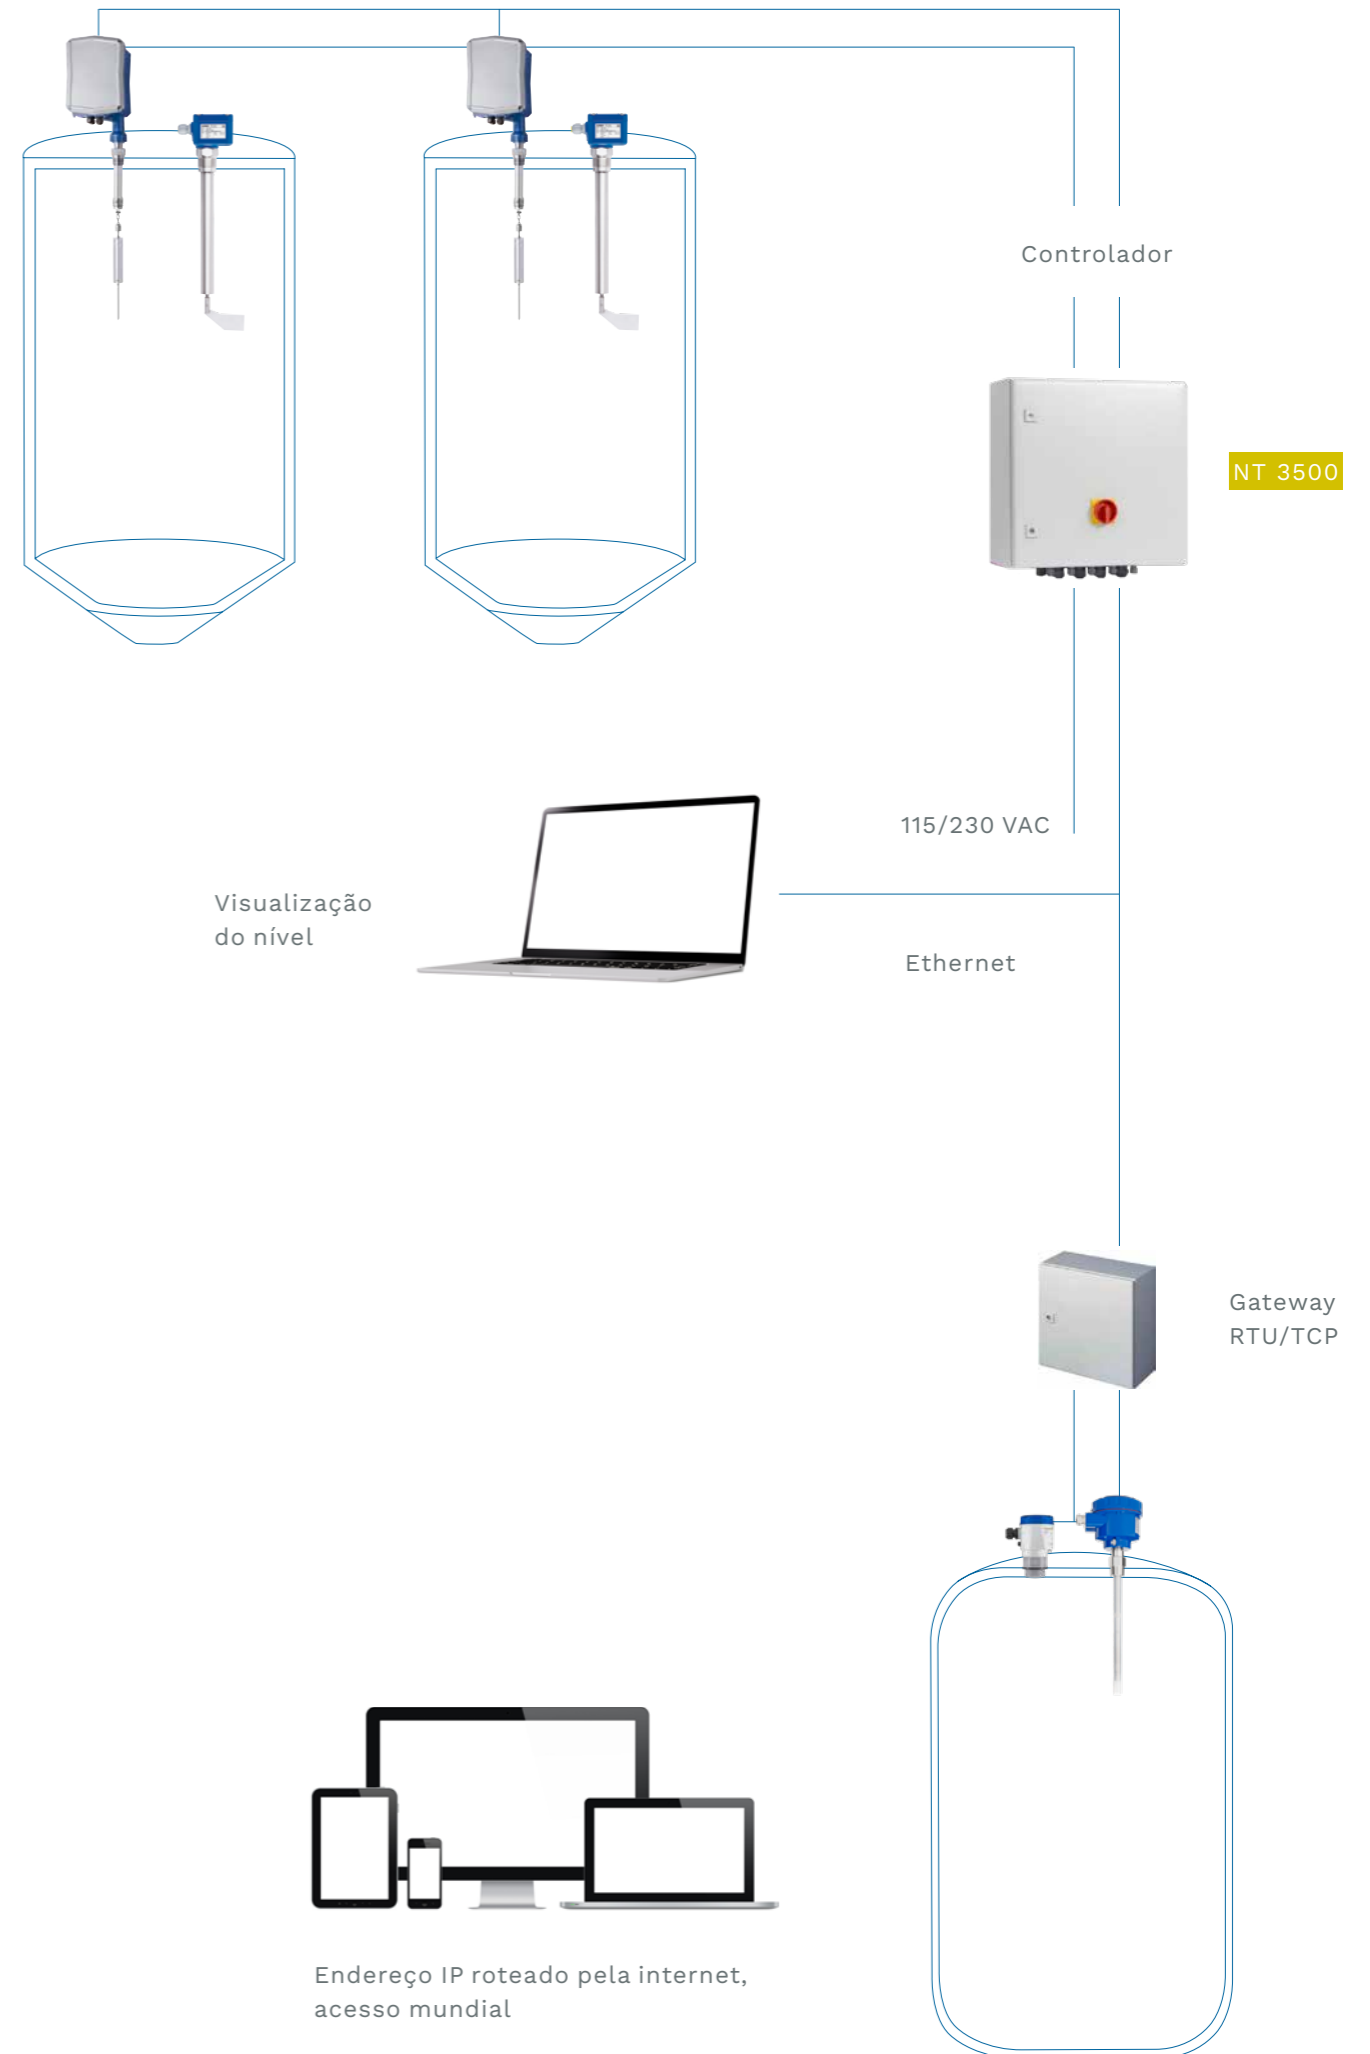 Controlador
NT 3500
115/230 VAC
Visualização
do nível
Ethernet
Gateway
RTU/TCP
Endereço IP roteado pela internet,
acesso mundial